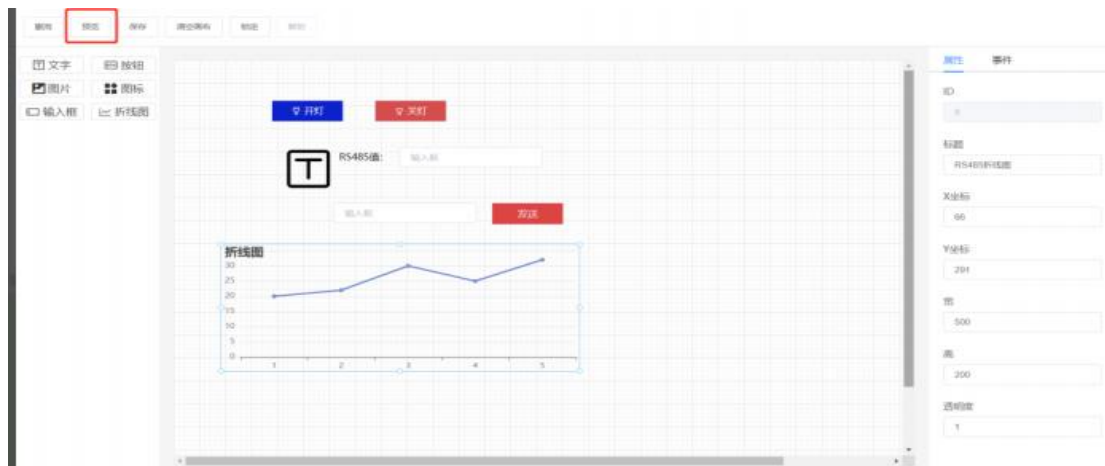 撤销 预览 保存 清空画布 锁定 解锁
文字 按钮
图片 图标
输入框 折线图
开灯 关灯
RS485值: 输入框
输入框 发送
折线图
30
25
20
15
10
5
0
1 2 3 4 5
属性 事件
ID
标题
RS485折线图
X坐标
66
Y坐标
291
宽
500
高
200
透明度
1